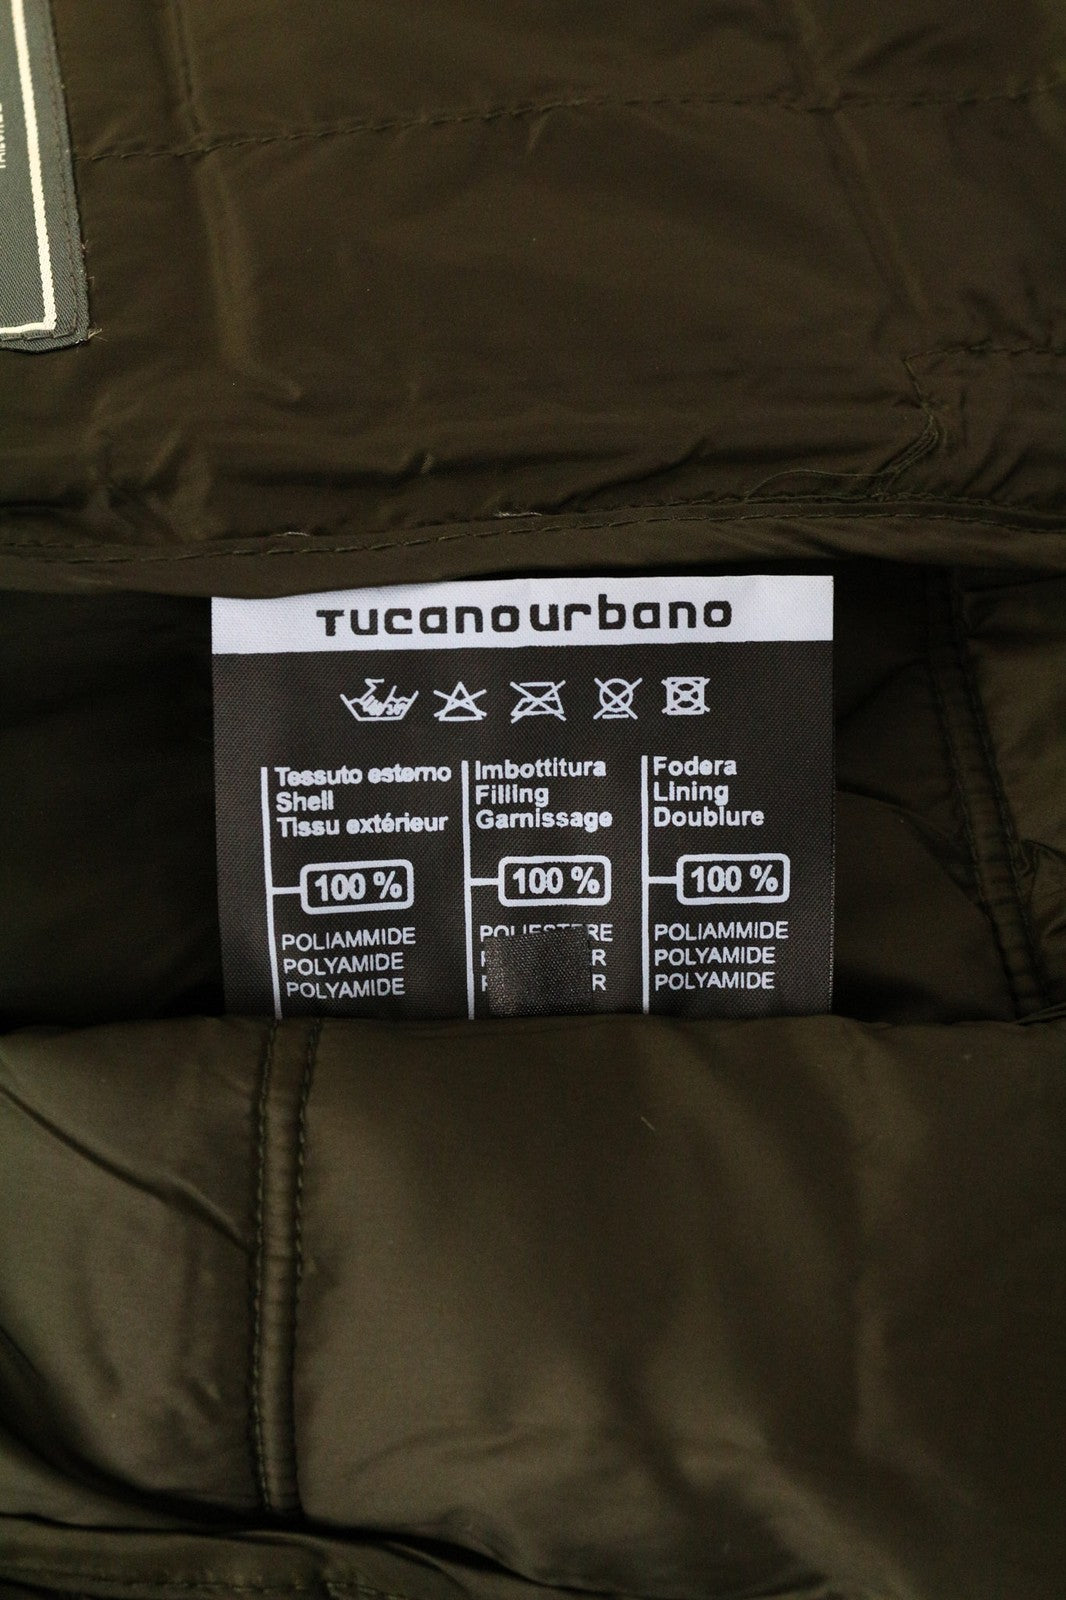 Tucanourbano
Tessuto esterno
Shell
Tissu extérieur
100 %
POLIAMMIDE
POLYAMIDE
POLYAMIDE
Imbottitura
Filling
Garnissage
100 %
Fodera
Lining
Doublure
100 %
POLIAMMIDE
POLYAMIDE
POLYAMIDE